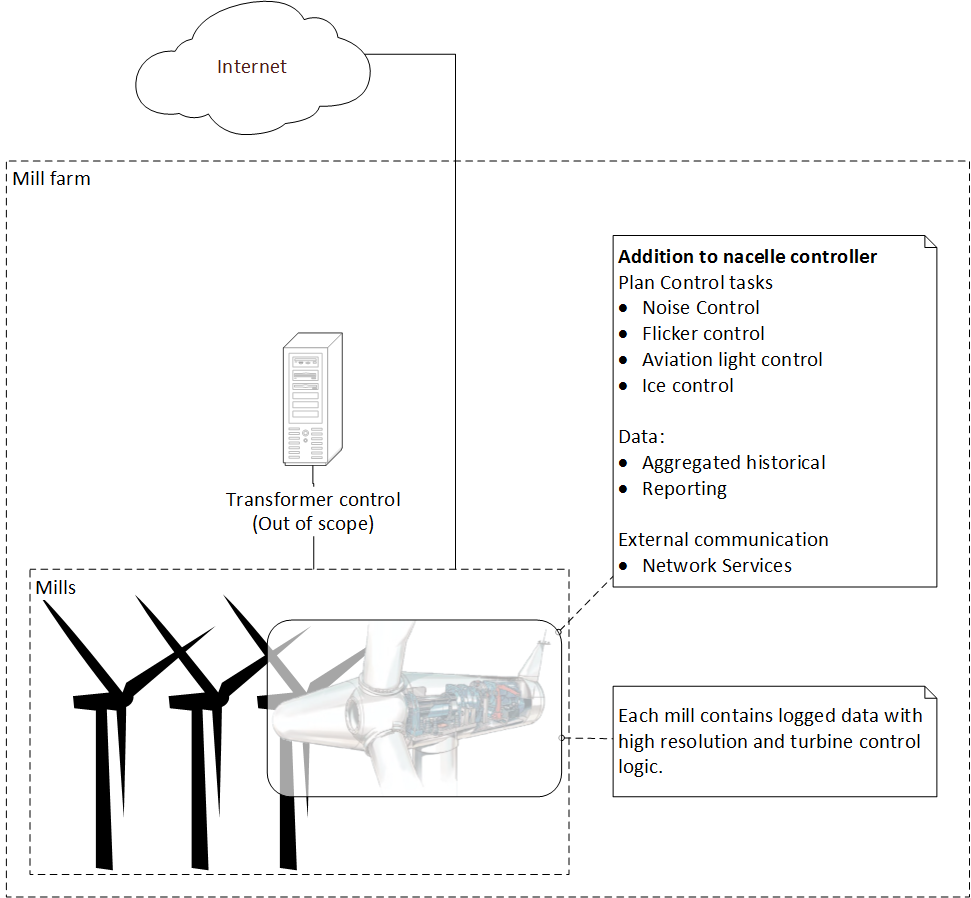 Internet
Mill farm
Addition to nacelle controller
Plan Control tasks
• Noise Control
• Flicker control
• Aviation light control
• Ice control
Data:
• Aggregated historical
• Reporting
External communication
• Network Services
Transformer control
(Out of scope)
Mills
Each mill contains logged data with
high resolution and turbine control
logic.